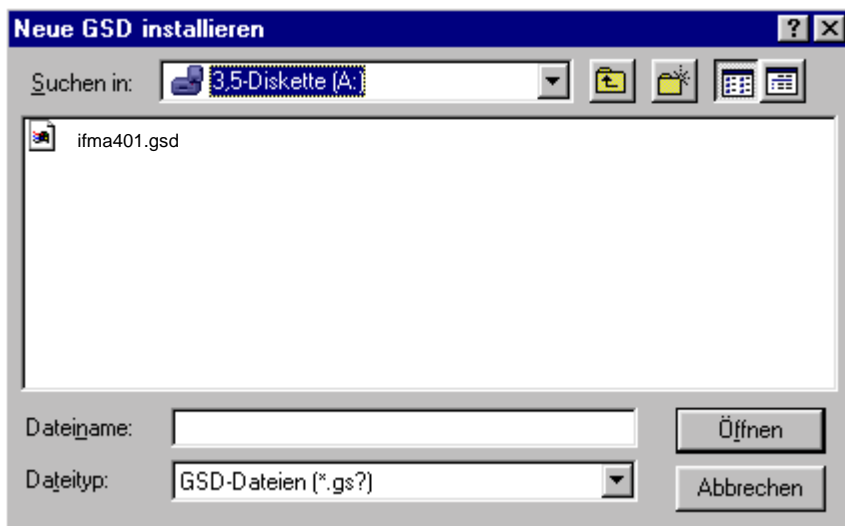 Neue GSD installieren
Suchen in: 3,5-Diskette (A:)
ifma401.gsd
Dateiname: Öffnen
Dateityp: GSD-Dateien (*.gs?) Abbrechen